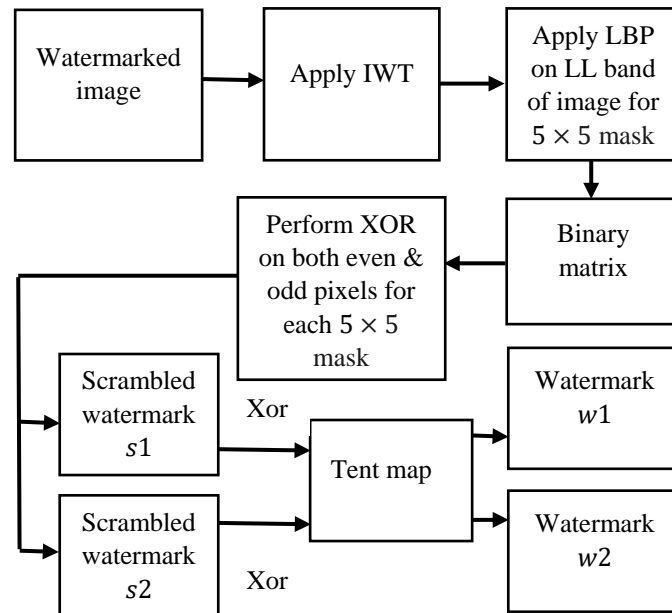 Watermarked
image
Apply IWT
Apply LBP
on LL band
of image for
5 × 5 mask
Perform XOR
on both even &
odd pixels for
each 5 × 5
mask
Binary
matrix
Scrambled
watermark
s1
Xor
Tent map
Watermark
w1
Scrambled
watermark
s2
Xor
Watermark
w2